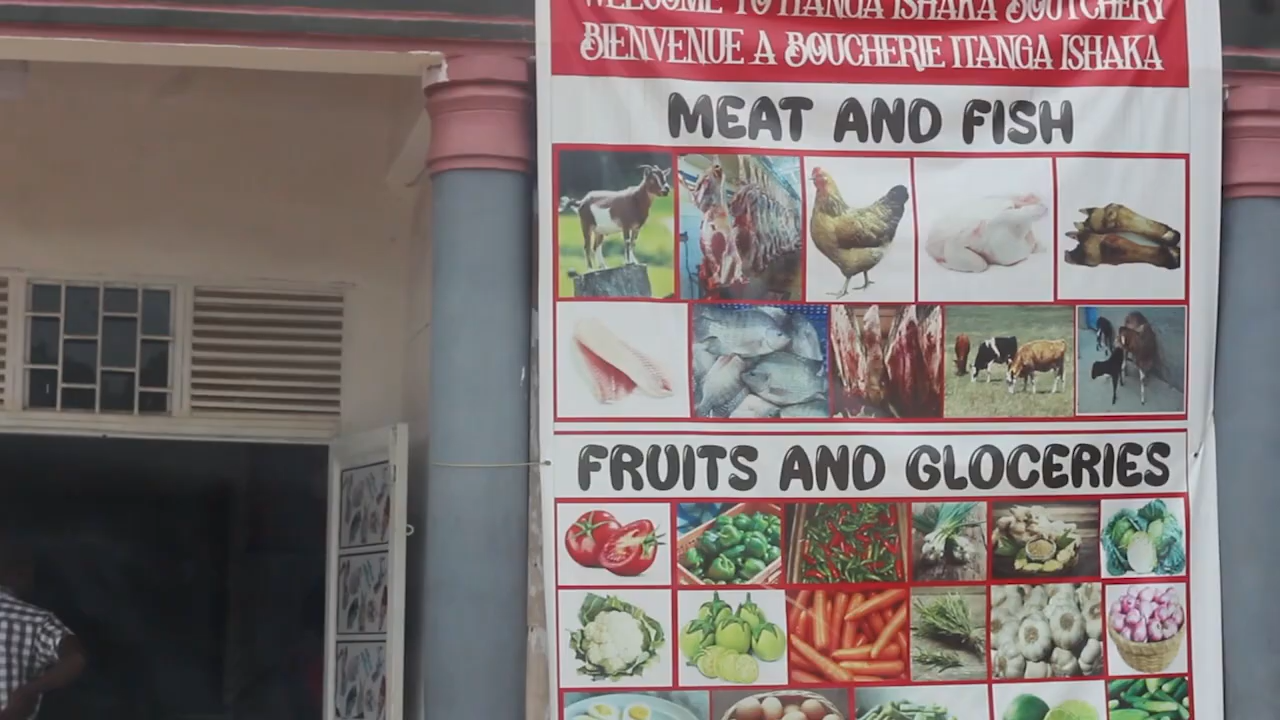 WELCOME TO ITANGA ISHAKA BOUTCHERY
BIENVENUE A BOUCHERIE ITANGA ISHAKA
MEAT AND FISH
FRUITS AND GLOCERIES